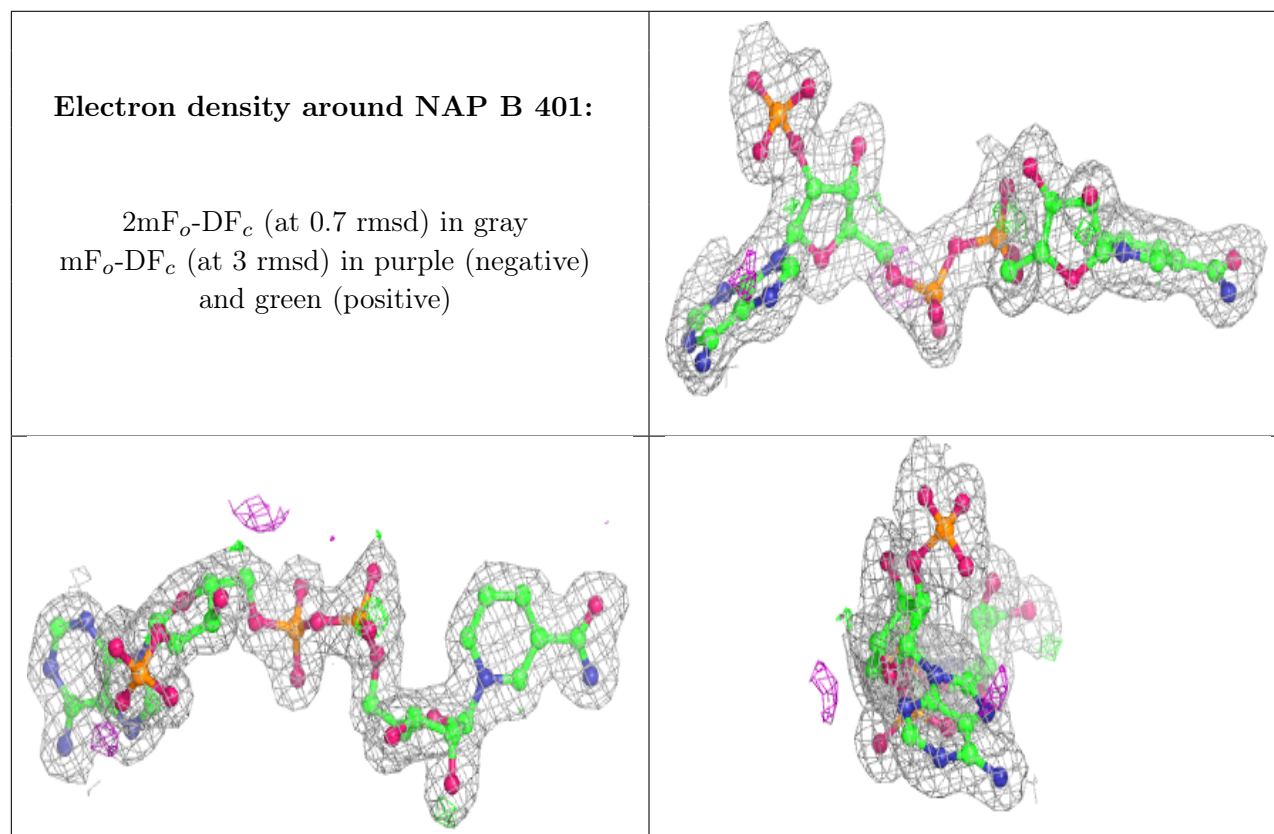 Electron density around NAP B 401:
2mFo-DFc (at 0.7 rmsd) in gray
mFo-DFc (at 3 rmsd) in purple (negative)
and green (positive)